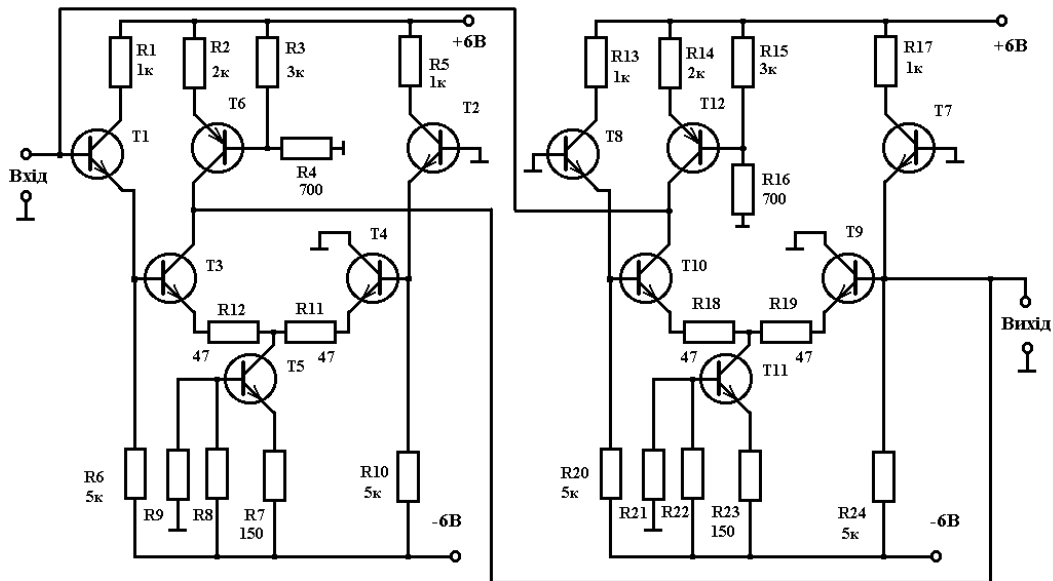 R1
1к
R2
2к
R3
3к
R5
1к
+6В
R13
1к
R14
2к
R15
3к
R17
1к
+6В
T6
T2
T12
T7
T1
T8
Вхід
R4
700
R16
700
T4
T9
T3
T10
R12
R11
R18
R19
Вихід
47
47
47
47
T5
T11
R6
5к
R9
R8
R7
150
R10
5к
-6В
R20
5к
R21
R22
R23
150
R24
5к
-6В